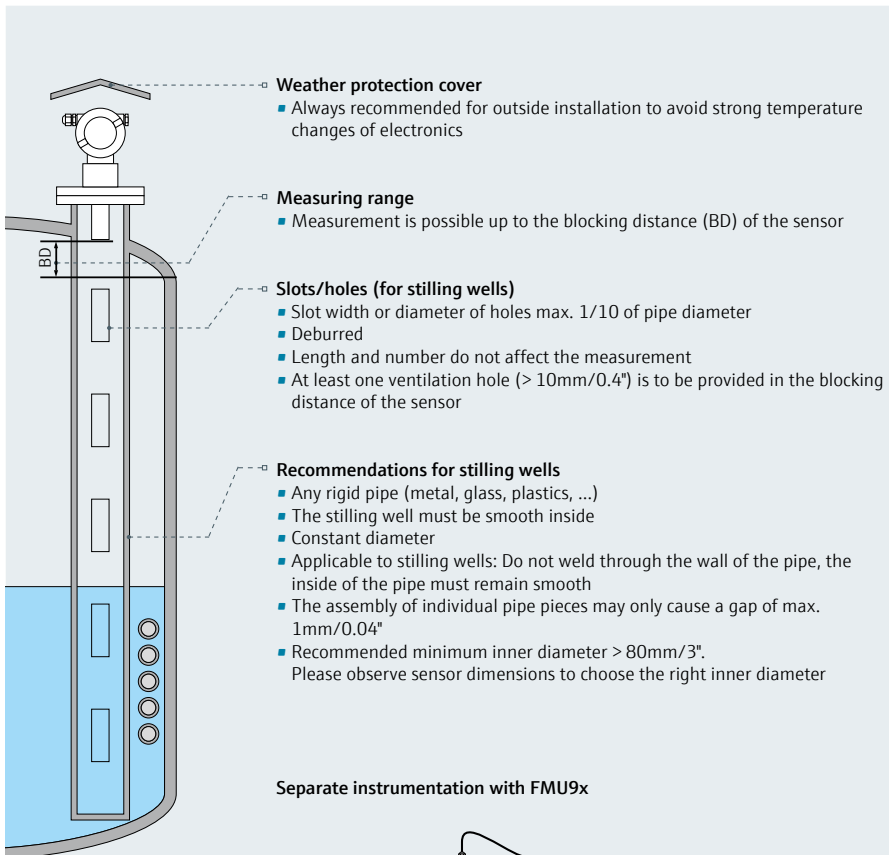 Weather protection cover
▪ Always recommended for outside installation to avoid strong temperature
changes of electronics
Measuring range
▪ Measurement is possible up to the blocking distance (BD) of the sensor
BD
Slots/holes (for stilling wells)
▪ Slot width or diameter of holes max. 1/10 of pipe diameter
▪ Deburred
▪ Length and number do not affect the measurement
▪ At least one ventilation hole (> 10mm/0.4") is to be provided in the blocking
distance of the sensor
Recommendations for stilling wells
▪ Any rigid pipe (metal, glass, plastics, ...)
▪ The stilling well must be smooth inside
▪ Constant diameter
▪ Applicable to stilling wells: Do not weld through the wall of the pipe, the
inside of the pipe must remain smooth
▪ The assembly of individual pipe pieces may only cause a gap of max.
1mm/0.04"
▪ Recommended minimum inner diameter > 80mm/3".
Please observe sensor dimensions to choose the right inner diameter
Separate instrumentation with FMU9x